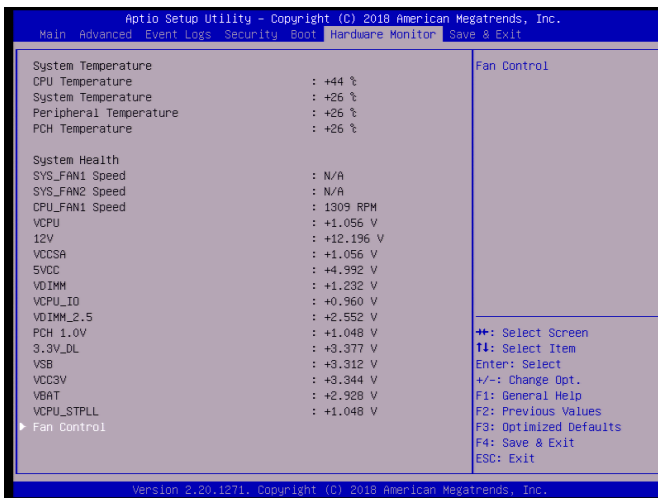 Aptio Setup Utility – Copyright (C) 2018 American Megatrends, Inc.
Main Advanced Event Logs Security Boot Hardware Monitor Save & Exit
System Temperature
CPU Temperature : +44 ℃
System Temperature : +26 ℃
Peripheral Temperature : +26 ℃
PCH Temperature : +26 ℃
System Health
SYS_FAN1 Speed : N/A
SYS_FAN2 Speed : N/A
CPU_FAN1 Speed : 1309 RPM
VCPU : +1.056 V
12V : +12.196 V
VCCSA : +1.056 V
5VCC : +4.992 V
VDIMM : +1.232 V
VCPU_IO : +0.960 V
VDIMM_2.5 : +2.552 V
PCH 1.0V : +1.048 V
3.3V_DL : +3.377 V
VSB : +3.312 V
VCC3V : +3.344 V
VBAT : +2.928 V
VCPU_STPLL : +1.048 V
► Fan Control
Fan Control
→←: Select Screen
↑↓: Select Item
Enter: Select
+/-: Change Opt.
F1: General Help
F2: Previous Values
F3: Optimized Defaults
F4: Save & Exit
ESC: Exit
Version 2.20.1271. Copyright (C) 2018 American Megatrends, Inc.